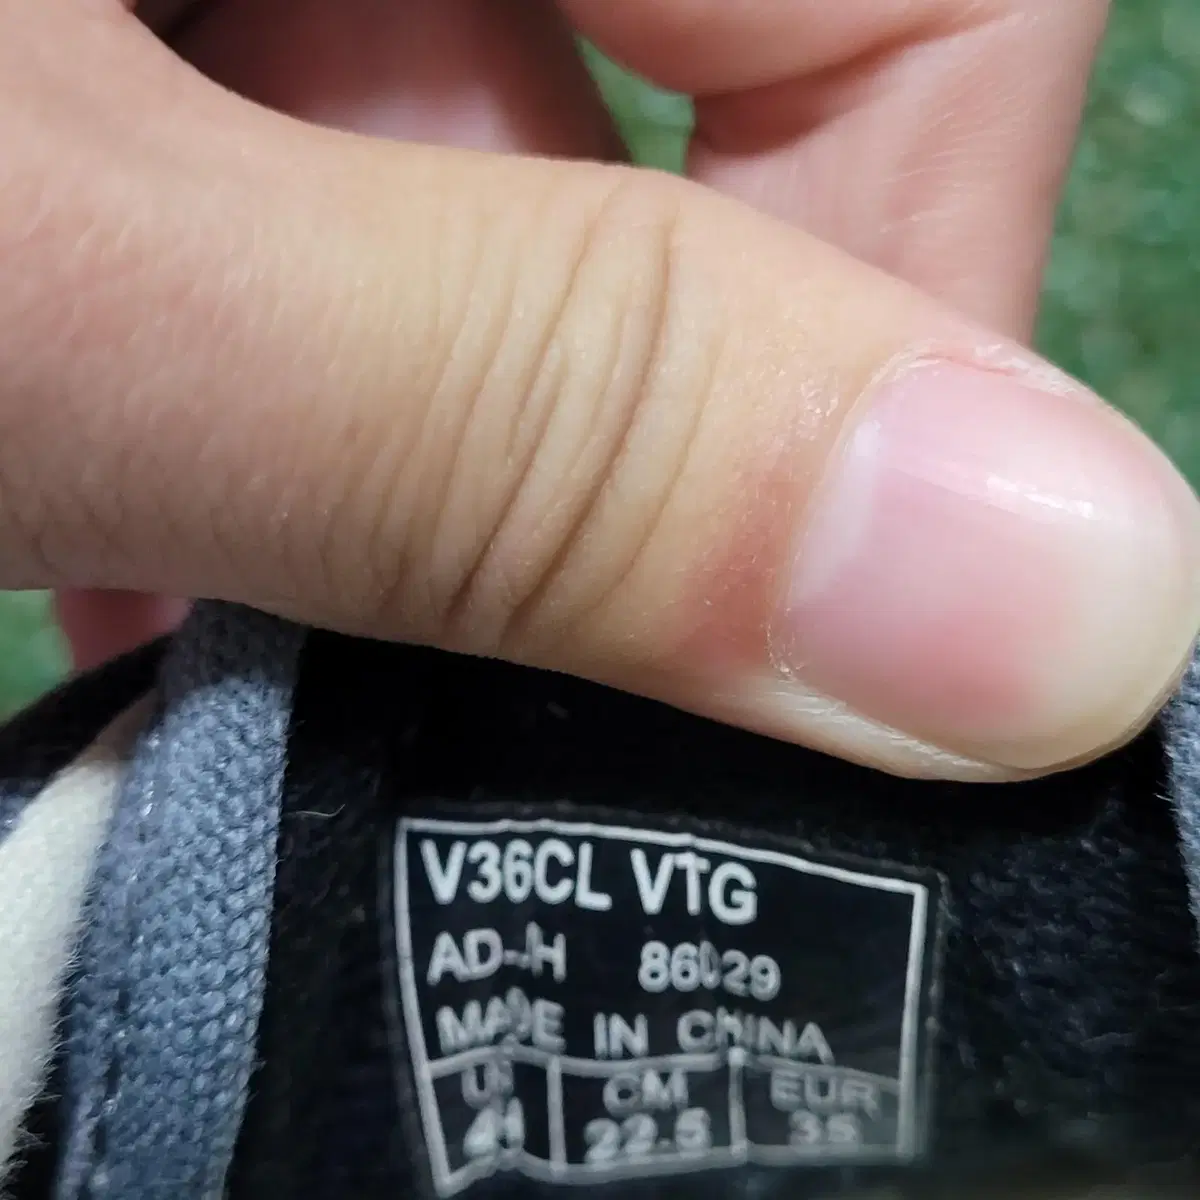 V36CL VTG
AD-H 86029
MADE IN CHINA
CM EUR
22.5 35